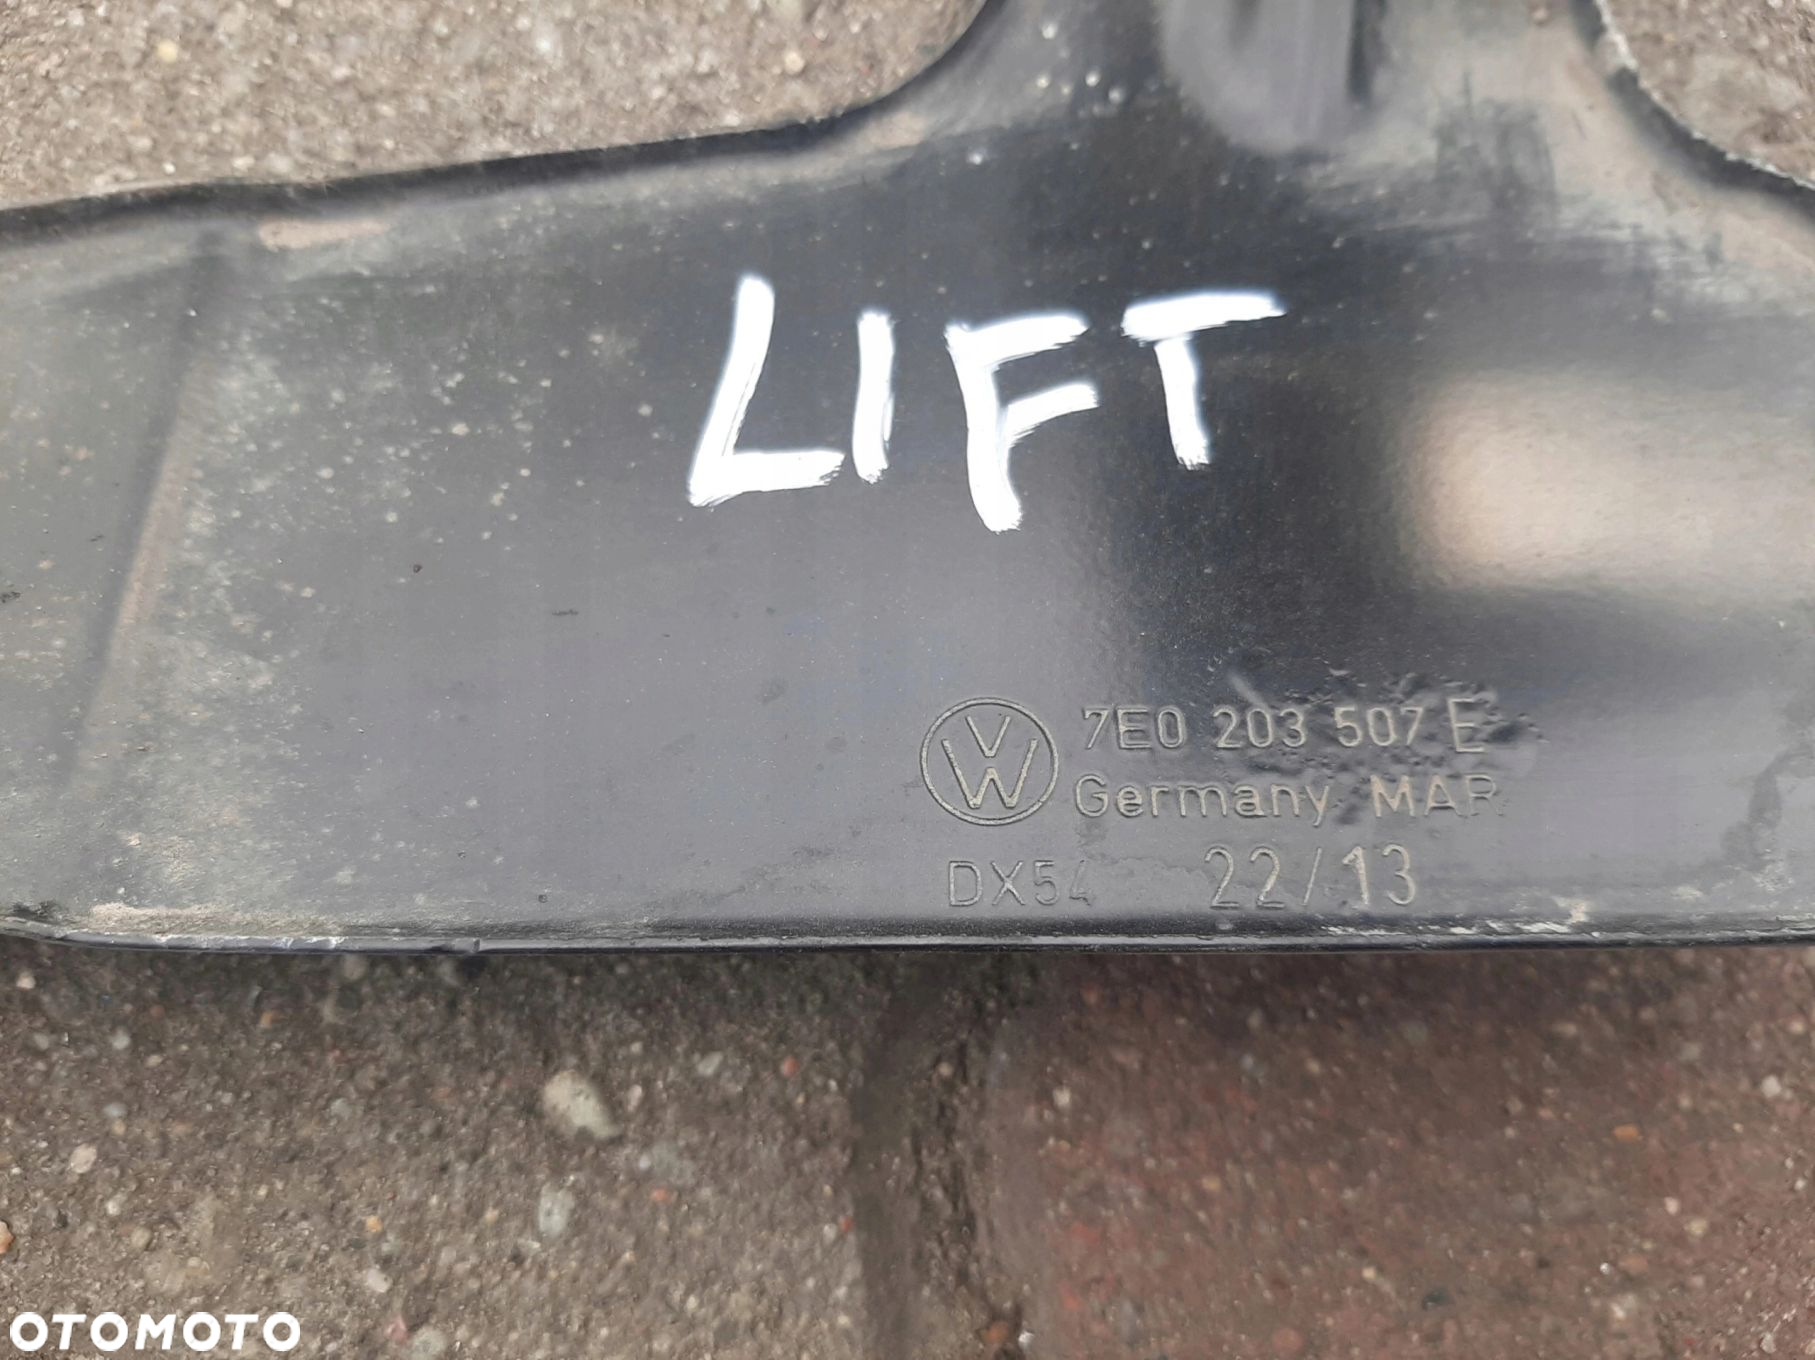 LIFT
7E0 203 507 E
Germany MAR
DX54 22/13
OTOMOTO